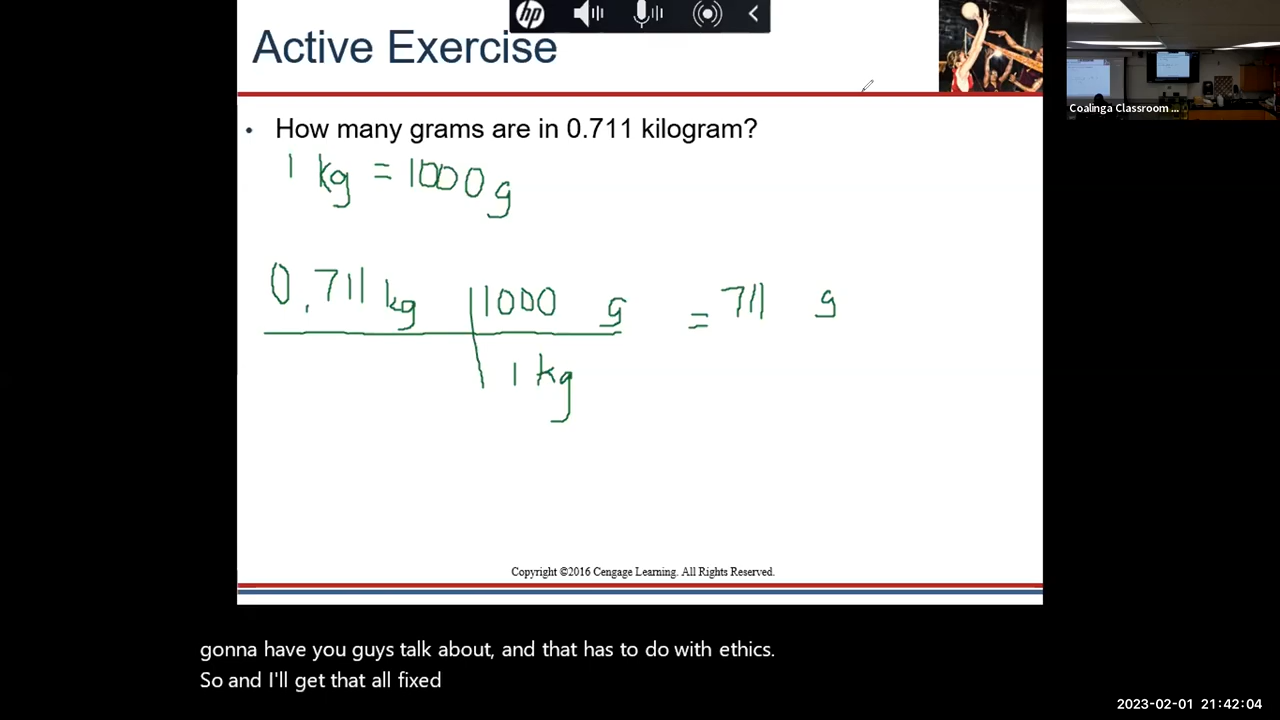 hp
Active Exercise
Coalinga Classroom ...
• How many grams are in 0.711 kilogram?
1 kg = 1000 g
0.711 kg | 1000 g = 711 g
1 kg
Copyright ©2016 Cengage Learning. All Rights Reserved.
gonna have you guys talk about, and that has to do with ethics.
So and I'll get that all fixed
2023-02-01 21:42:04